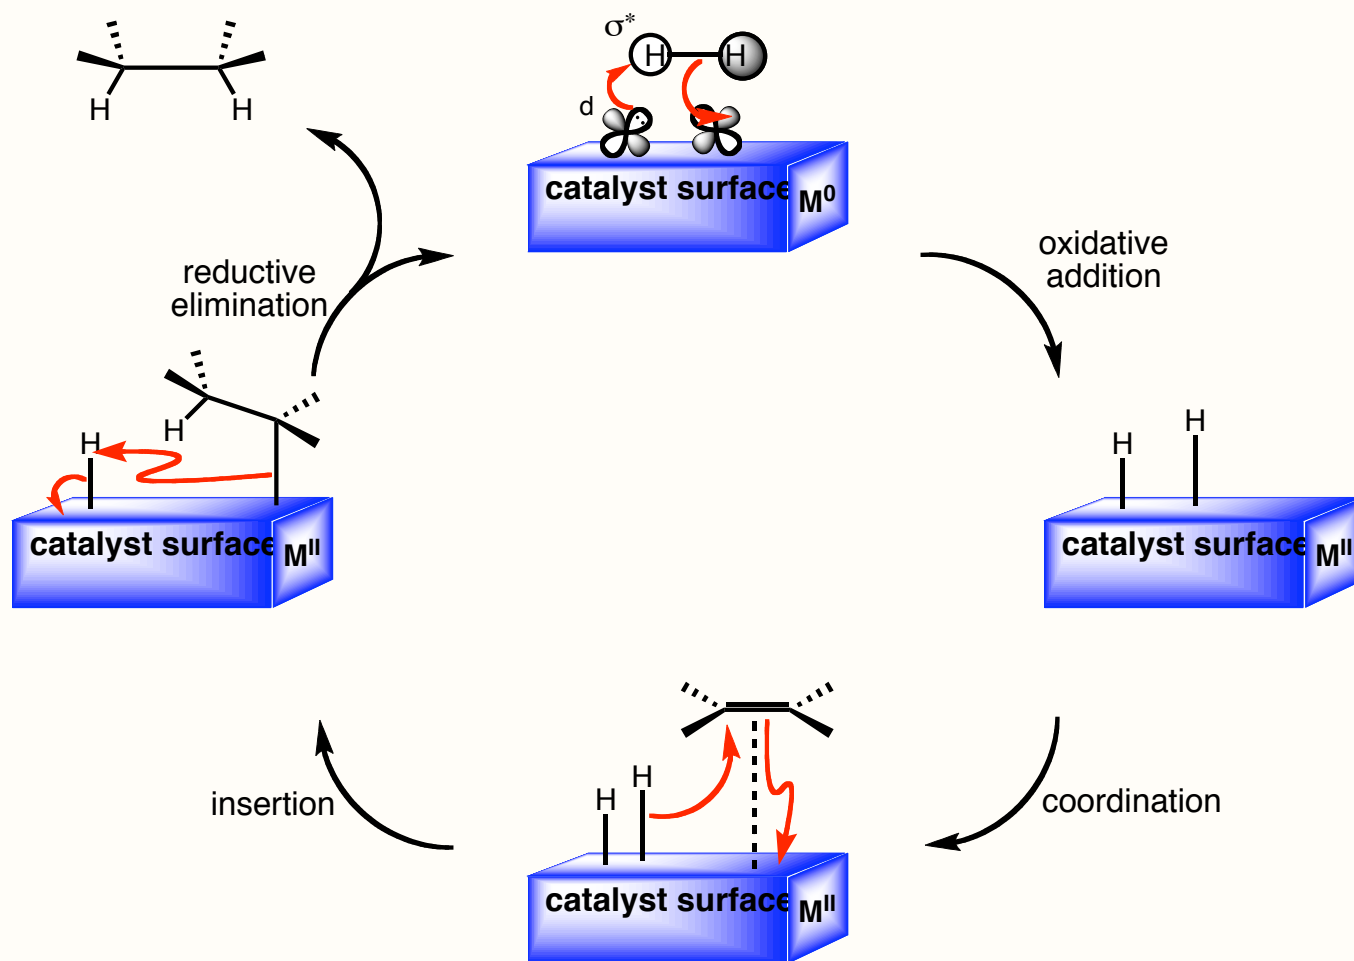 σ*
H H
d
H H
catalyst surface M⁰
oxidative
addition
reductive
elimination
H
H
H
H
catalyst surface Mᴵᴵ
catalyst surface Mᴵᴵ
H
H
insertion
coordination
catalyst surface Mᴵᴵ